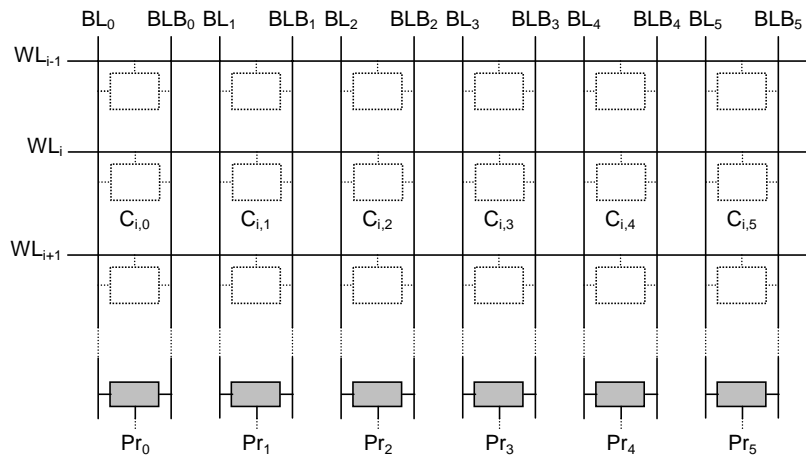 BL₀ BLB₀ BL₁ BLB₁ BL₂ BLB₂ BL₃ BLB₃ BL₄ BLB₄ BL₅ BLB₅
WLᵢ₋₁
WLᵢ
Cᵢ,₀ Cᵢ,₁ Cᵢ,₂ Cᵢ,₃ Cᵢ,₄ Cᵢ,₅
WLᵢ₊₁
Pr₀ Pr₁ Pr₂ Pr₃ Pr₄ Pr₅